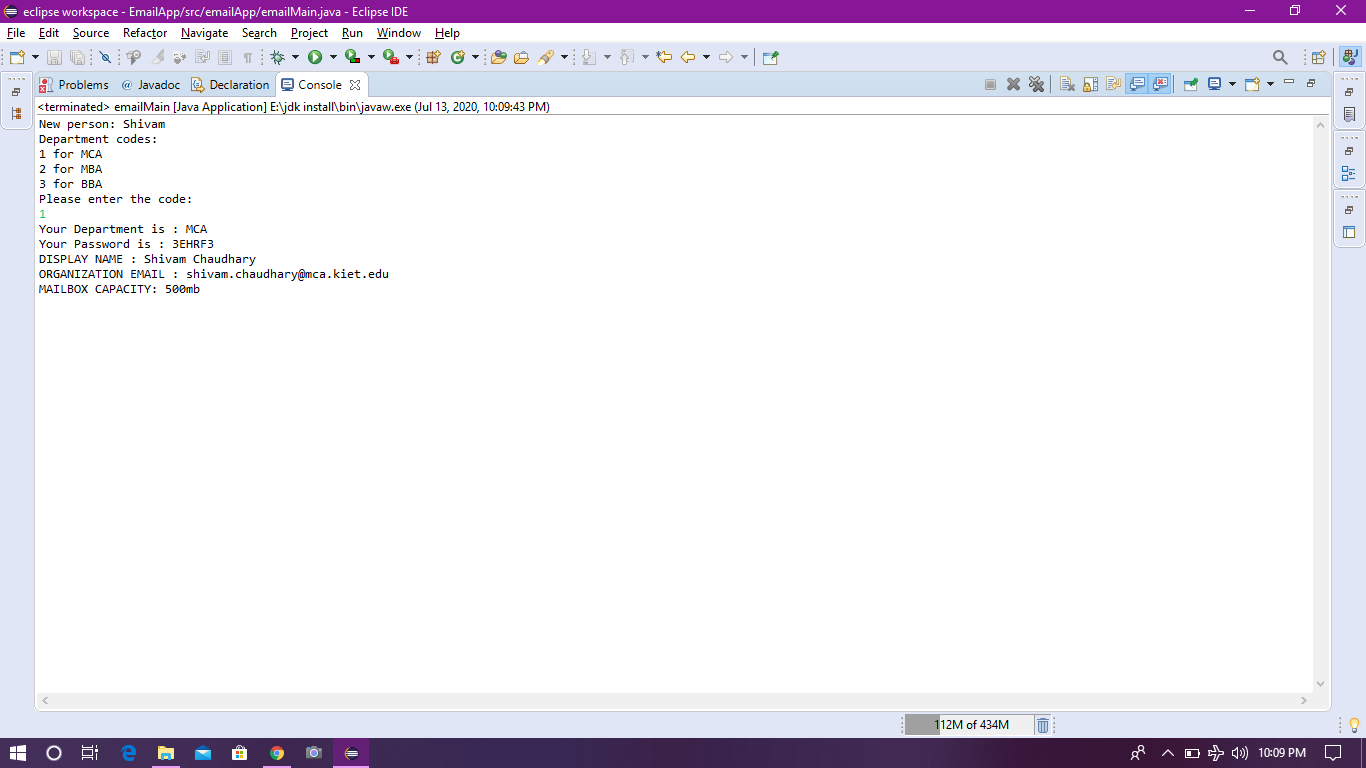 eclipse workspace - EmailApp/src/emailApp/emailMain.java - Eclipse IDE
File Edit Source Refactor Navigate Search Project Run Window Help
Problems @ Javadoc Declaration Console
<terminated> emailMain [Java Application] E:\jdk install\bin\javaw.exe (Jul 13, 2020, 10:09:43 PM)
New person: Shivam
Department codes:
1 for MCA
2 for MBA
3 for BBA
Please enter the code:
1
Your Department is : MCA
Your Password is : 3EHRF3
DISPLAY NAME : Shivam Chaudhary
ORGANIZATION EMAIL : shivam.chaudhary@mca.kiet.edu
MAILBOX CAPACITY: 500mb
112M of 434M
10:09 PM